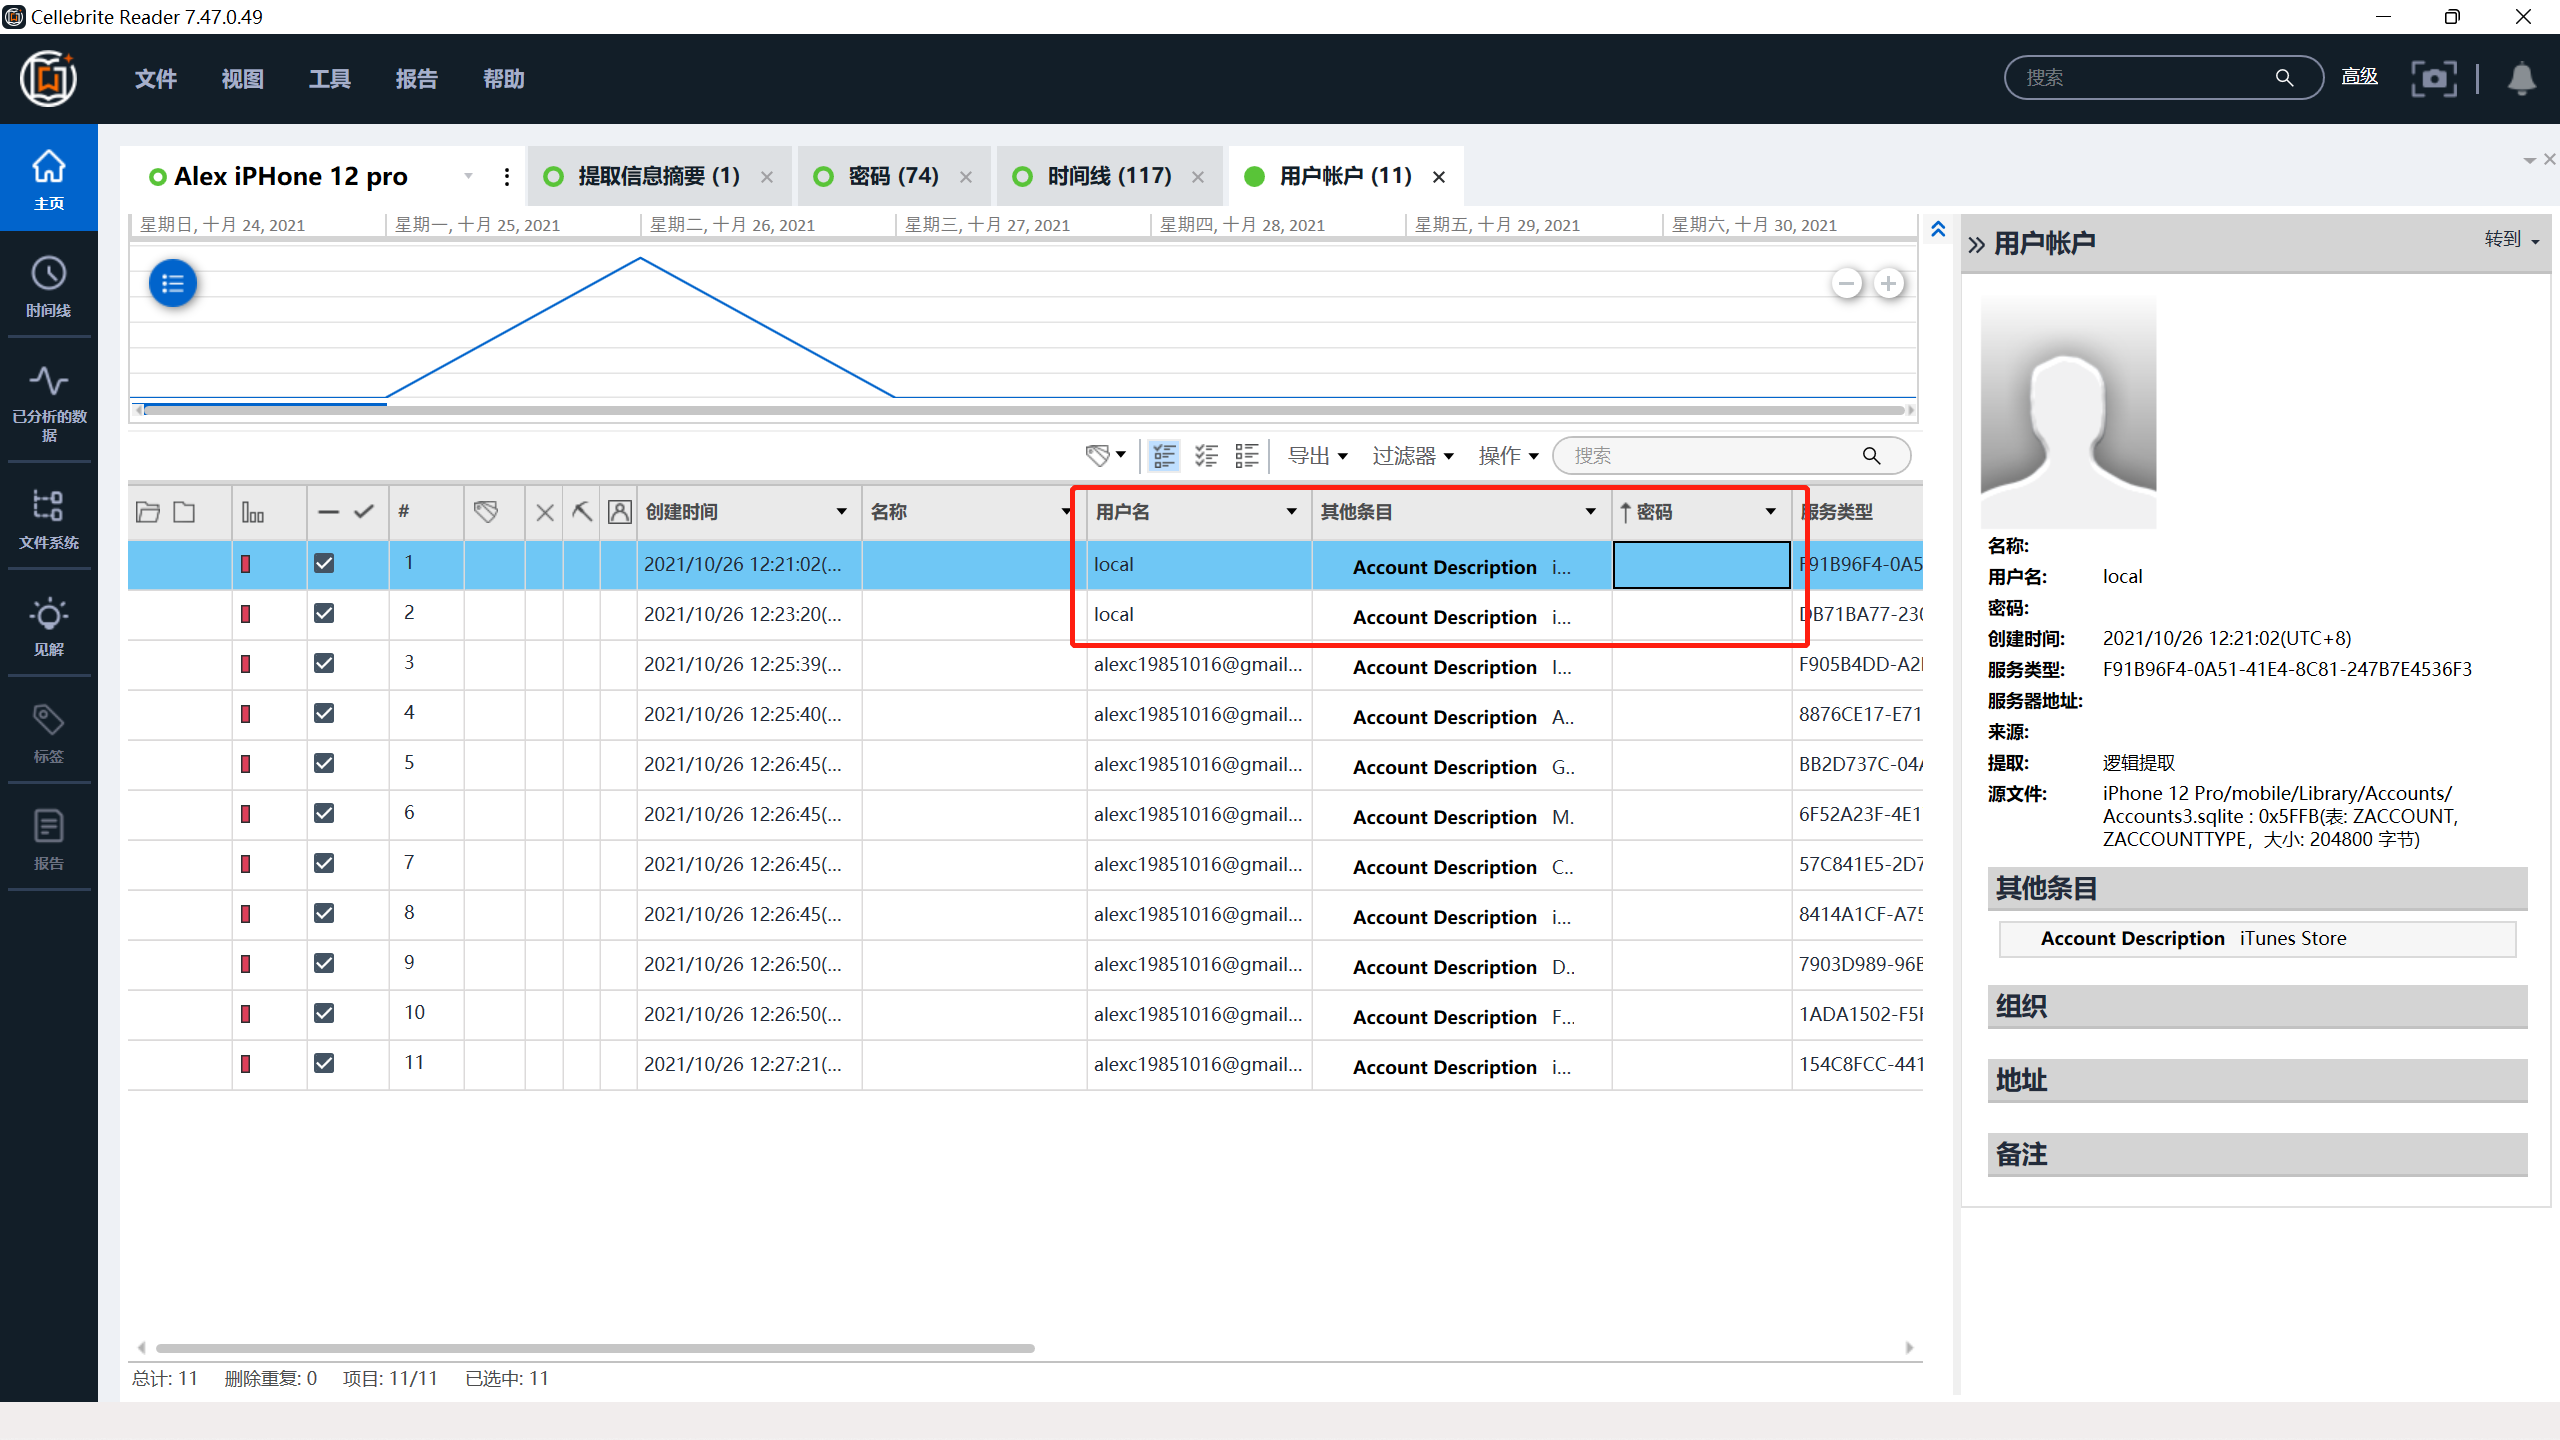 Cellebrite Reader 7.47.0.49
文件 视图 工具 报告 帮助 搜索 高级
Alex iPHone 12 pro 提取信息摘要 (1) 密码 (74) 时间线 (117) 用户帐户 (11)
主页
时间线
已分析的数据
文件系统
见解
标签
报告
星期日, 十月 24, 2021 星期一, 十月 25, 2021 星期二, 十月 26, 2021 星期三, 十月 27, 2021 星期四, 十月 28, 2021 星期五, 十月 29, 2021 星期六, 十月 30, 2021
导出 过滤器 操作 搜索
# 创建时间 名称 用户名 其他条目 密码 服务类型
1 2021/10/26 12:21:02(... local Account Description i... F91B96F4-0A5
2 2021/10/26 12:23:20(... local Account Description i... DB71BA77-230
3 2021/10/26 12:25:39(... alexc19851016@gmail... Account Description I... F905B4DD-A2
4 2021/10/26 12:25:40(... alexc19851016@gmail... Account Description A.. 8876CE17-E71
5 2021/10/26 12:26:45(... alexc19851016@gmail... Account Description G.. BB2D737C-04A
6 2021/10/26 12:26:45(... alexc19851016@gmail... Account Description M. 6F52A23F-4E1
7 2021/10/26 12:26:45(... alexc19851016@gmail... Account Description C.. 57C841E5-2D7
8 2021/10/26 12:26:45(... alexc19851016@gmail... Account Description i... 8414A1CF-A75
9 2021/10/26 12:26:50(... alexc19851016@gmail... Account Description D.. 7903D989-96E
10 2021/10/26 12:26:50(... alexc19851016@gmail... Account Description F... 1ADA1502-F5F
11 2021/10/26 12:27:21(... alexc19851016@gmail... Account Description i... 154C8FCC-441
总计: 11 删除重复: 0 项目: 11/11 已选中: 11
用户帐户 转到
名称:
用户名: local
密码:
创建时间: 2021/10/26 12:21:02(UTC+8)
服务类型: F91B96F4-0A51-41E4-8C81-247B7E4536F3
服务器地址:
来源:
提取: 逻辑提取
源文件: iPhone 12 Pro/mobile/Library/Accounts/
Accounts3.sqlite : 0x5FFB(表: ZACCOUNT,
ZACCOUNTTYPE，大小: 204800 字节)
其他条目
Account Description iTunes Store
组织
地址
备注